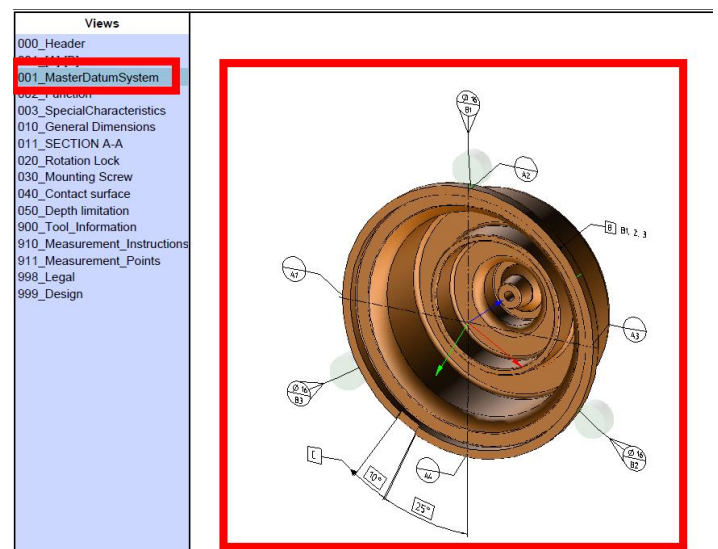 Views
000_Header
001_MasterDatumSystem
002_Function
003_SpecialCharacteristics
010_General Dimensions
011_SECTION A-A
020_Rotation Lock
030_Mounting Screw
040_Contact surface
050_Depth limitation
900_Tool_Information
910_Measurement_Instructions
911_Measurement_Points
998_Legal
999_Design
Ø 16
B1
A2
B B1, 2, 3
A1
A3
Ø 16
B3
Ø 16
B2
C
10°
A4
25°